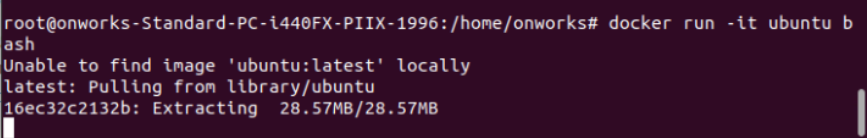 root@onworks-Standard-PC-i440FX-PIIX-1996:/home/onworks# docker run -it ubuntu b
ash
Unable to find image 'ubuntu:latest' locally
latest: Pulling from library/ubuntu
16ec32c2132b: Extracting  28.57MB/28.57MB